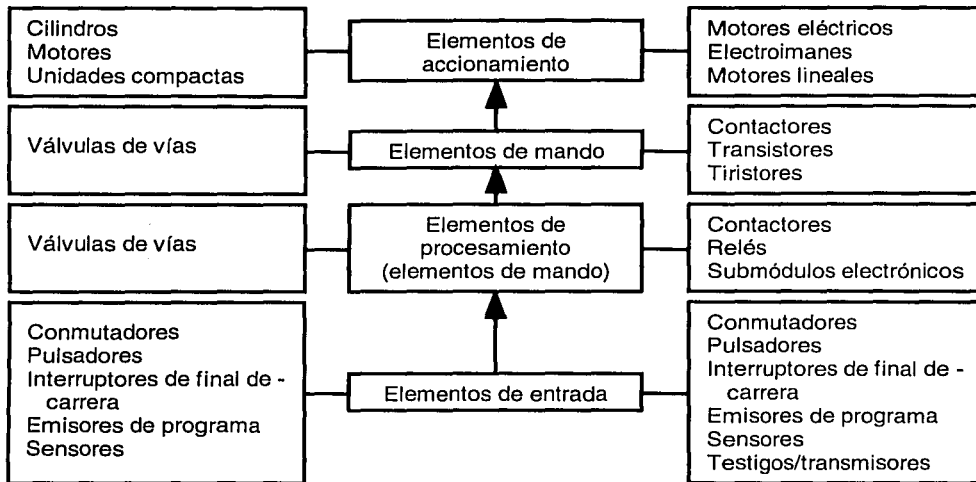 Cilindros
Motores
Unidades compactas
Elementos de
accionamiento
Motores eléctricos
Electroimanes
Motores lineales
Válvulas de vías
Elementos de mando
Contactores
Transistores
Tiristores
Válvulas de vías
Elementos de
procesamiento
(elementos de mando)
Contactores
Relés
Submódulos electrónicos
Conmutadores
Pulsadores
Interruptores de final de -
carrera
Emisores de programa
Sensores
Elementos de entrada
Conmutadores
Pulsadores
Interruptores de final de -
carrera
Emisores de programa
Sensores
Testigos/transmisores